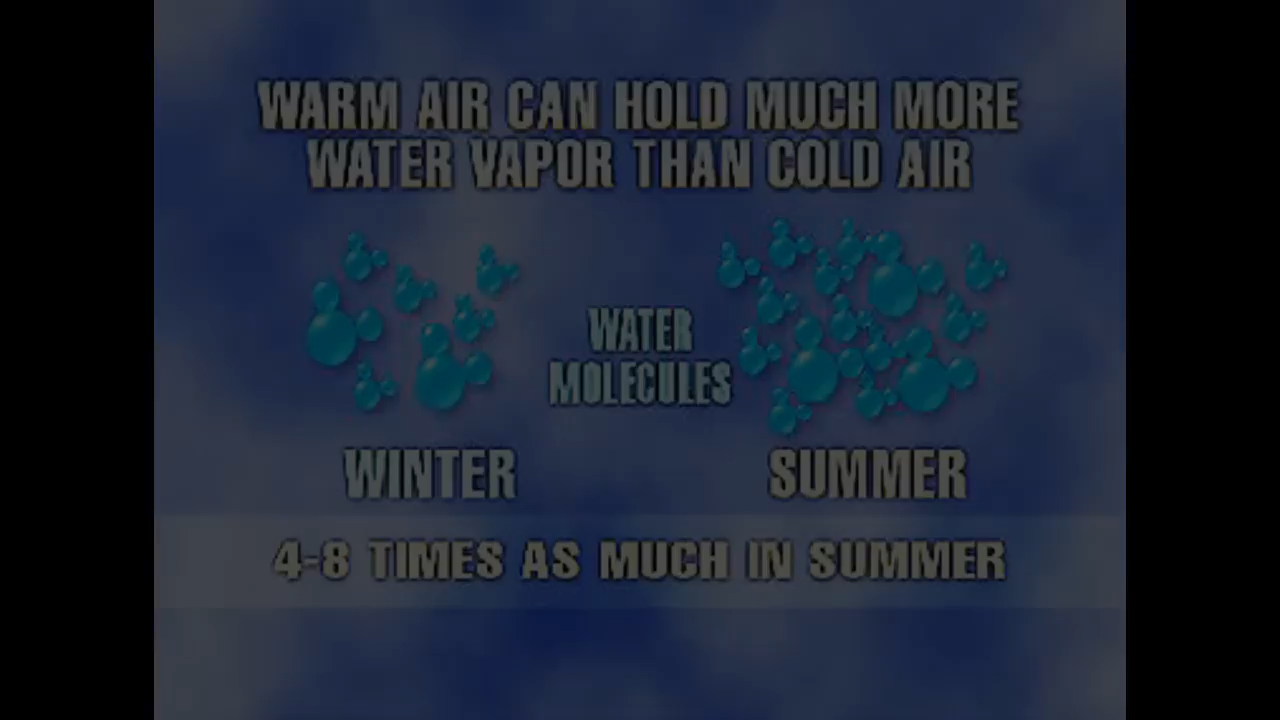 WARM AIR CAN HOLD MUCH MORE
WATER VAPOR THAN COLD AIR
WATER
MOLECULES
WINTER
SUMMER
4-8 TIMES AS MUCH IN SUMMER